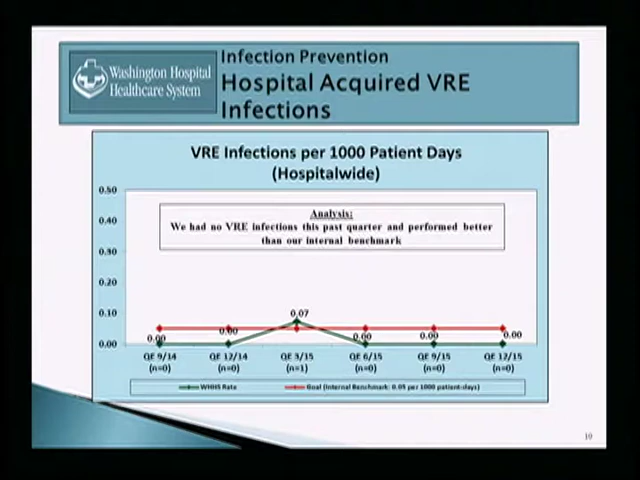 Washington Hospital
Healthcare System
Infection Prevention
Hospital Acquired VRE
Infections
VRE Infections per 1000 Patient Days
(Hospitalwide)
0.50
0.40
0.30
0.20
0.10
0.00
Analysis:
We had no VRE infections this past quarter and performed better
than our internal benchmark
0.00
0.00
0.07
0.00
0.00
0.00
QE 9/14
QE 12/14
QE 3/15
QE 6/15
QE 9/15
QE 12/15
(n=0)
(n=0)
(n=1)
(n=0)
(n=0)
(n=0)
WHHS Rate
Goal (Internal Benchmark: 0.05 per 1000 patient-days)
10